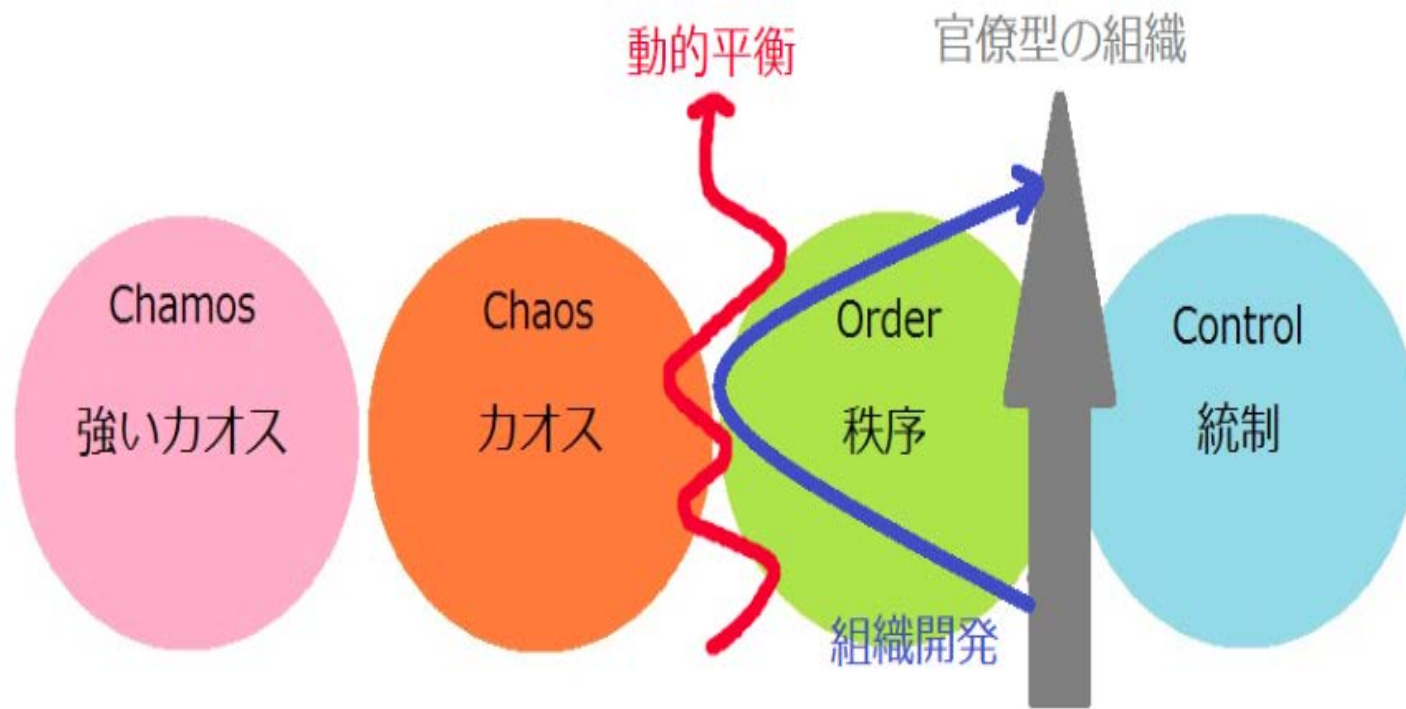 動的平衡
官僚型の組織
Chamos
強いカオス
Chaos
カオス
Order
秩序
Control
統制
組織開発